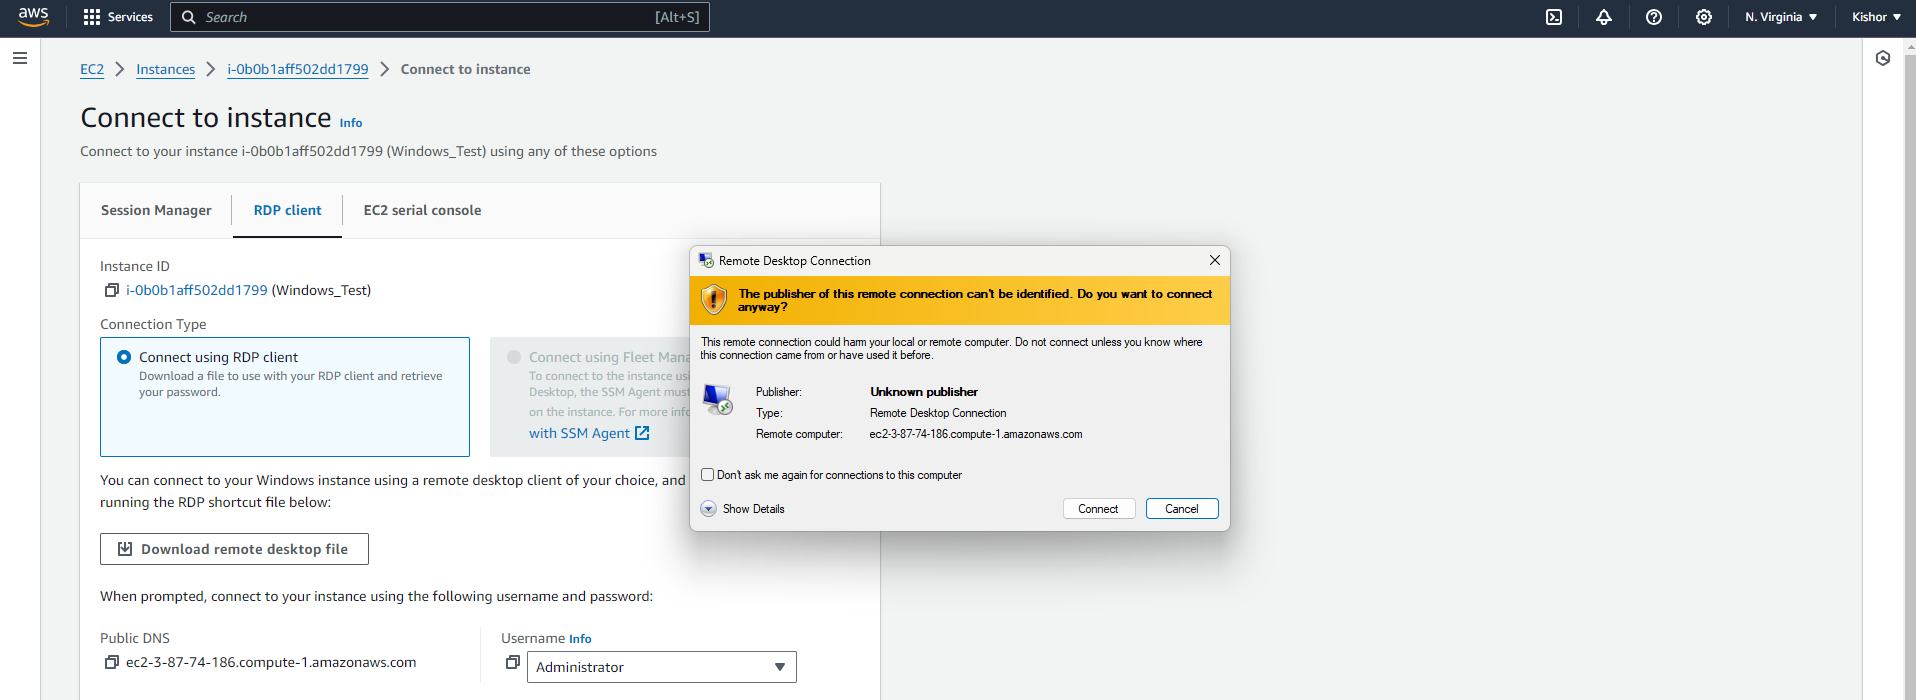 aws
Services
Search
[Alt+S]
N. Virginia
Kishor
EC2
Instances
i-0b0b1aff502dd1799
Connect to instance
Connect to instance Info
Connect to your instance i-0b0b1aff502dd1799 (Windows_Test) using any of these options
Session Manager
RDP client
EC2 serial console
Instance ID
i-0b0b1aff502dd1799 (Windows_Test)
Connection Type
Connect using RDP client
Download a file to use with your RDP client and retrieve
your password.
Connect using Fleet
To connect to the instance
Desktop, the SSM Agent must
on the instance. For more
with SSM Agent
You can connect to your Windows instance using a remote desktop client of your choice, and
running the RDP shortcut file below:
Download remote desktop file
When prompted, connect to your instance using the following username and password:
Public DNS
ec2-3-87-74-186.compute-1.amazonaws.com
Username Info
Administrator
Remote Desktop Connection
The publisher of this remote connection can't be identified. Do you want to connect
anyway?
This remote connection could harm your local or remote computer. Do not connect unless you know where
this connection came from or have used it before.
Publisher: Unknown publisher
Type: Remote Desktop Connection
Remote computer: ec2-3-87-74-186.compute-1.amazonaws.com
Don't ask me again for connections to this computer
Show Details
Connect
Cancel